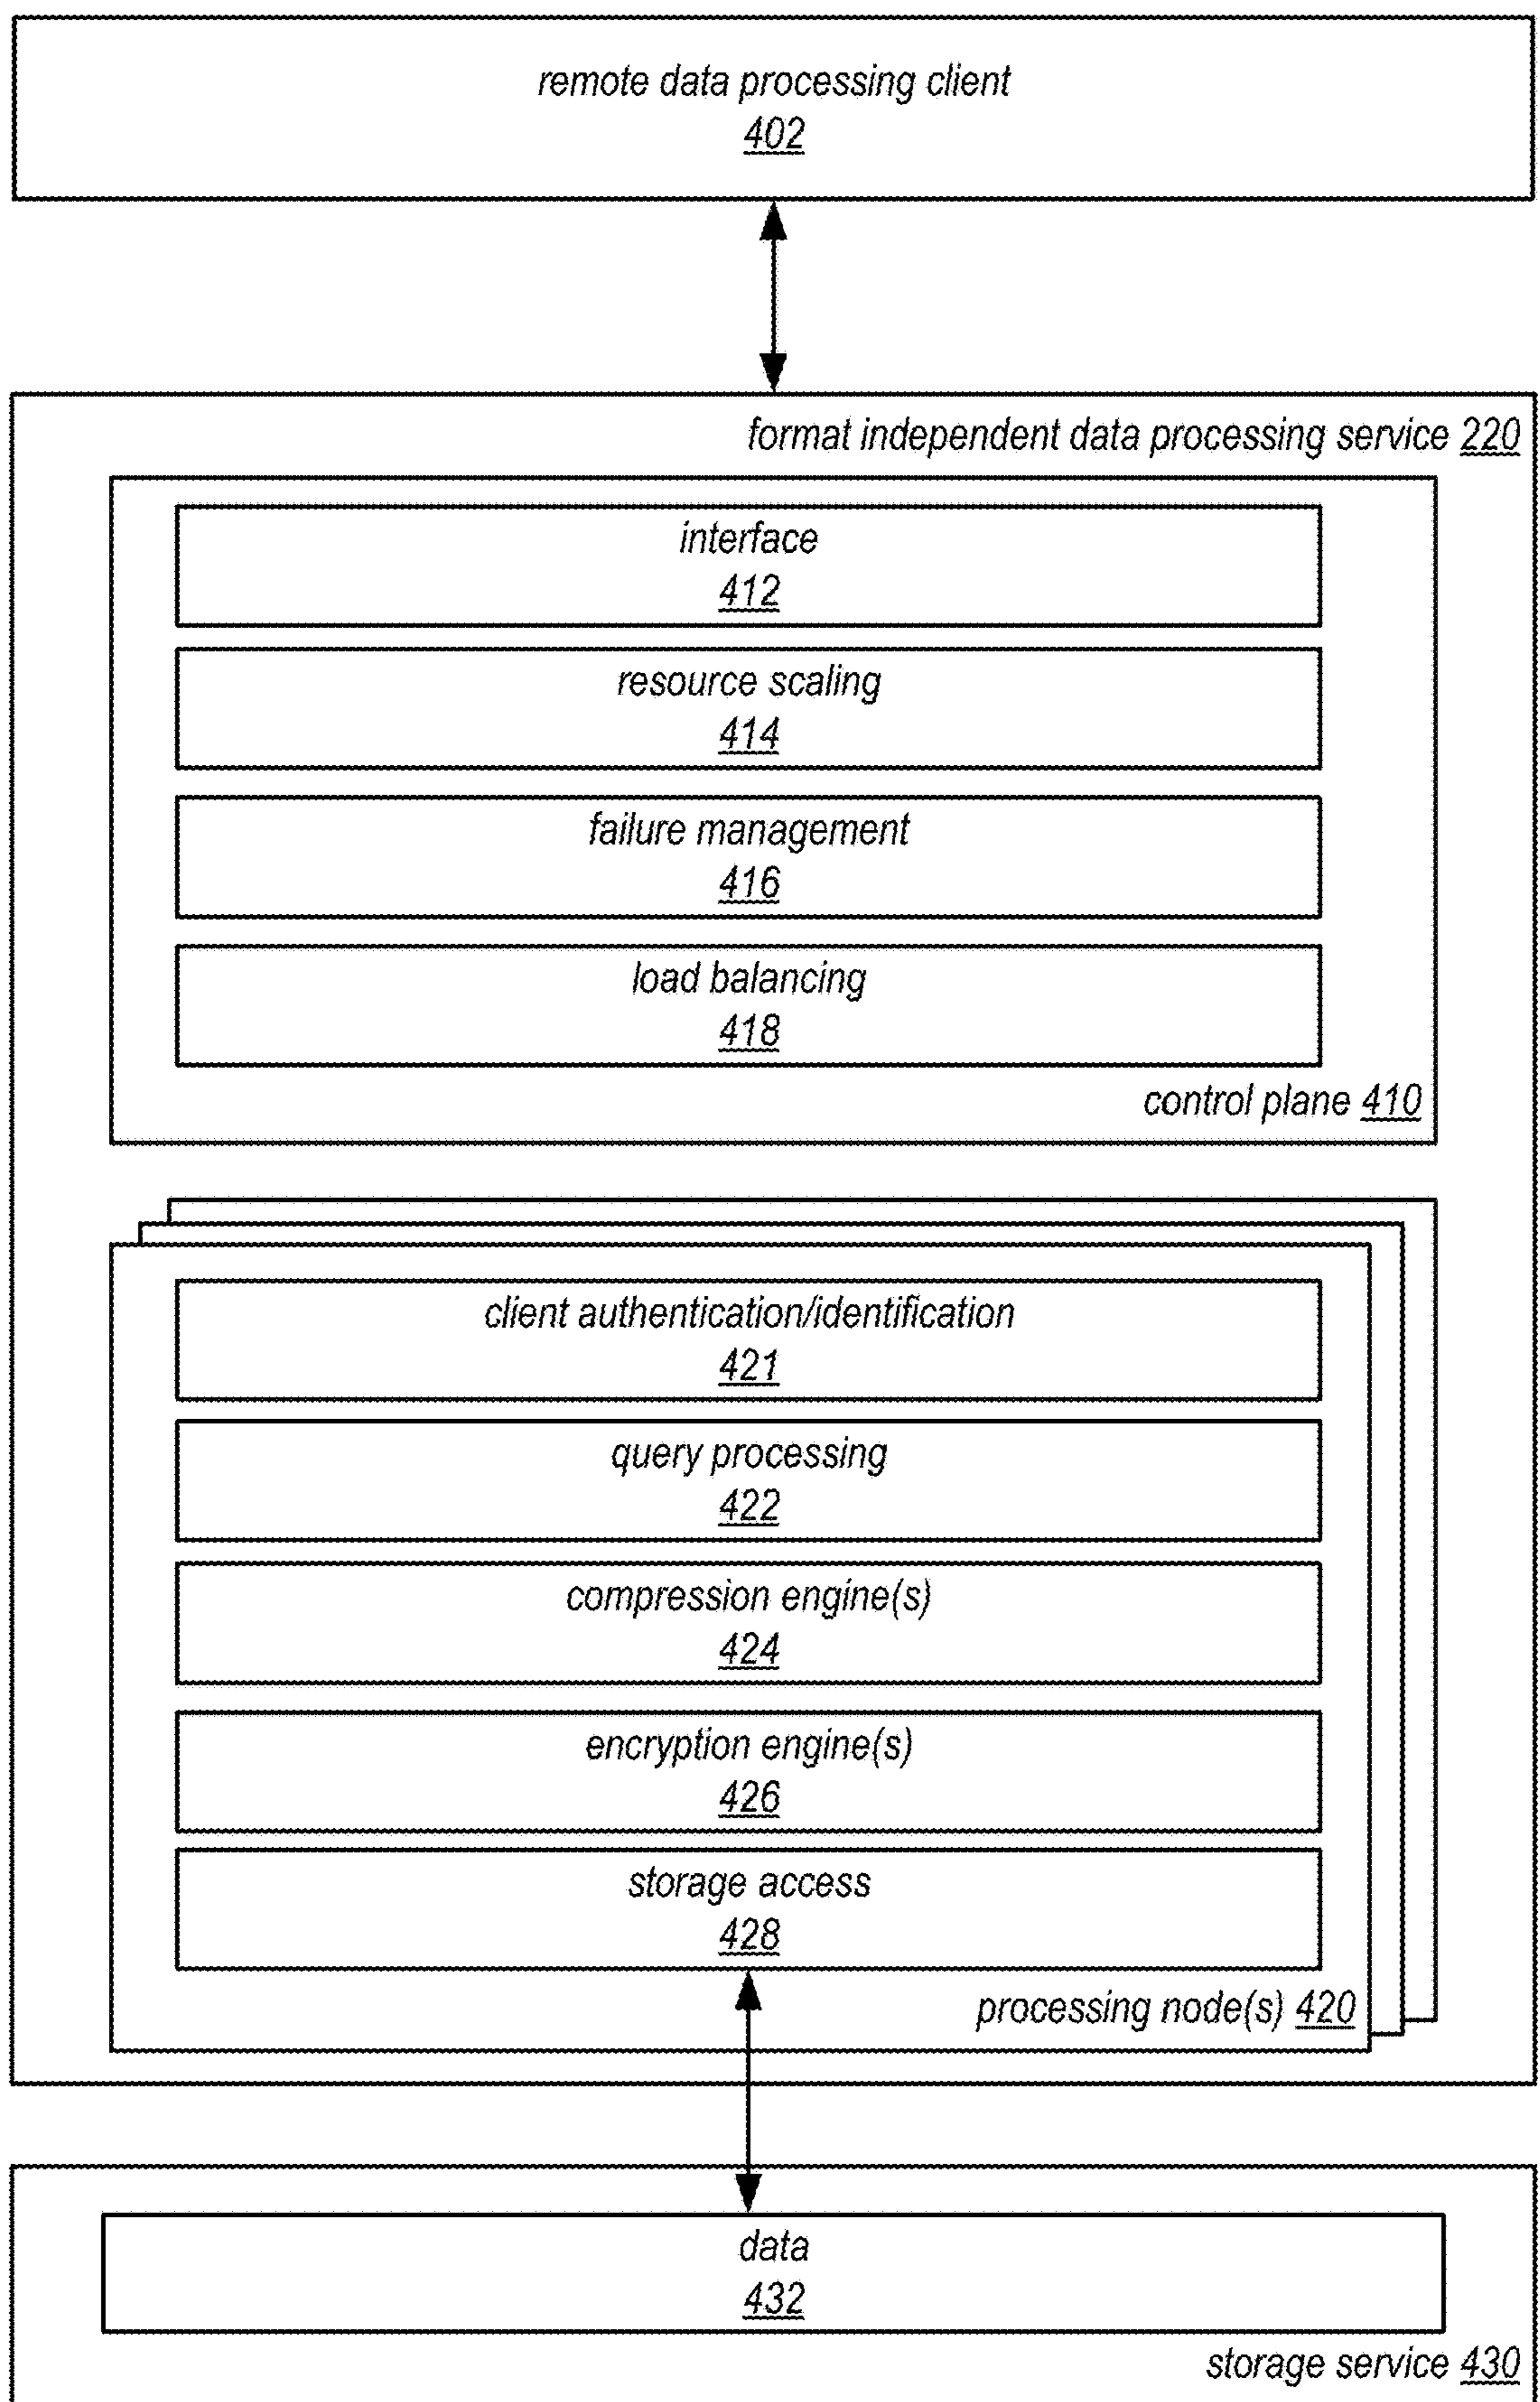 remote data processing client
402
format independent data processing service 220
interface
412
resource scaling
414
failure management
416
load balancing
418
control plane 410
client authentication/identification
421
query processing
422
compression engine(s)
424
encryption engine(s)
426
storage access
428
processing node(s) 420
data
432
storage service 430